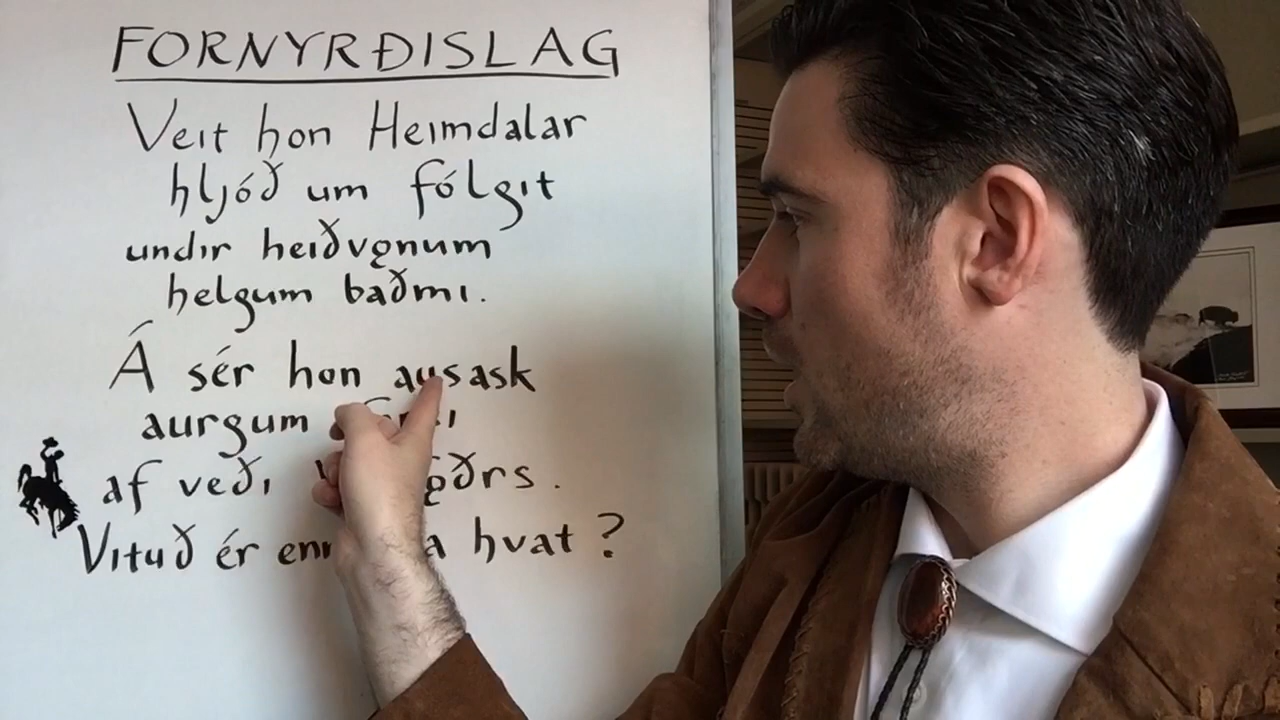 FORNYRÐISLAG
Veit hon Heimdalar
hljóð um fólgit
undir heiðvǫnum
helgum baðmi.
Á sér hon ausask
aurgum
af veði
Vituð ér hvat ?